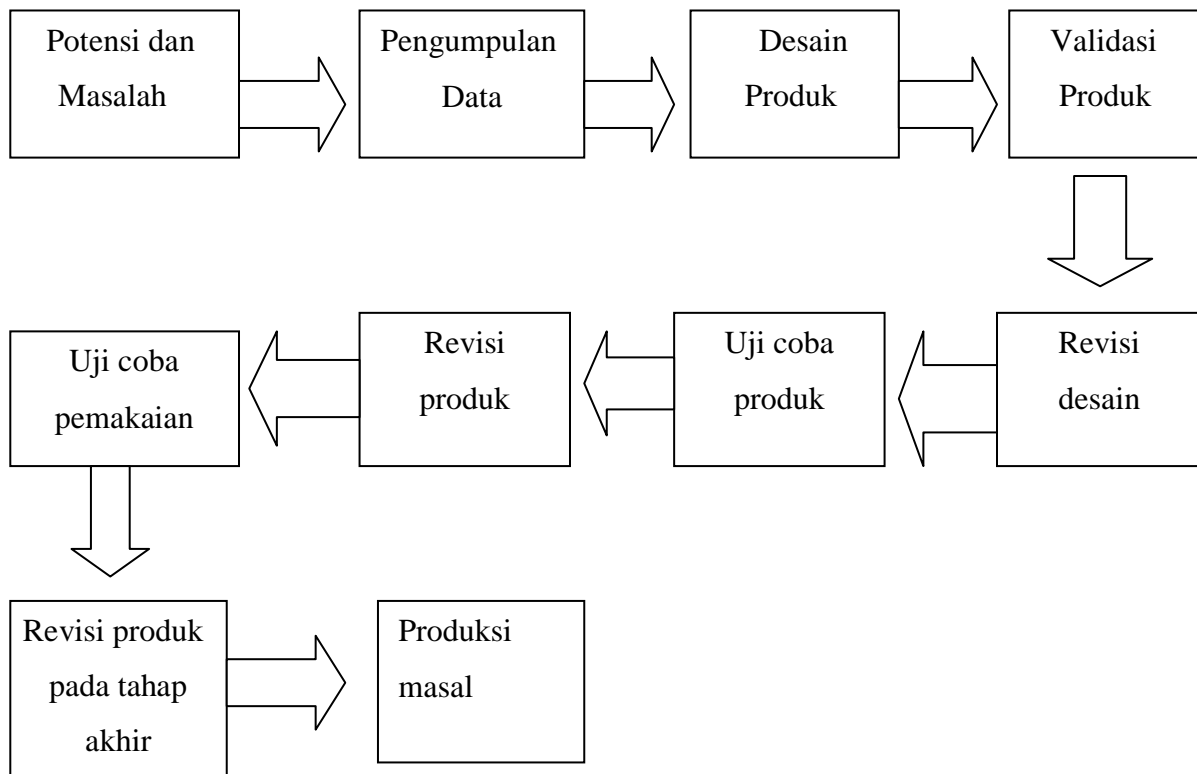 Potensi dan
Masalah
Pengumpulan
Data
Desain
Produk
Validasi
Produk
Revisi
desain
Uji coba
produk
Revisi
produk
Uji coba
pemakaian
Revisi produk
pada tahap
akhir
Produksi
masal